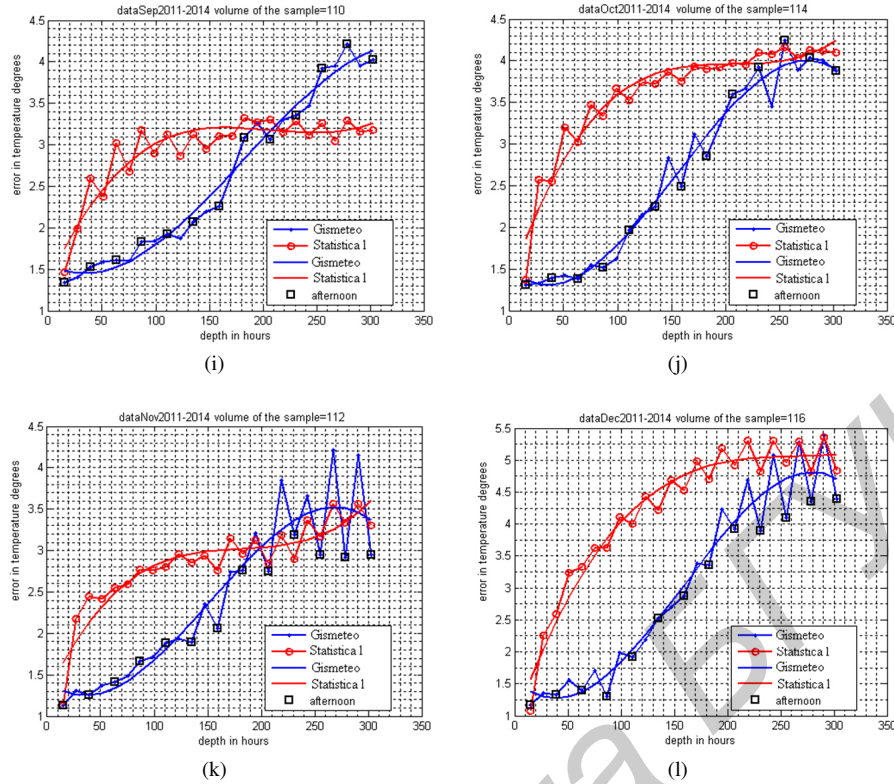 dataSep2011-2014 volume of the sample=110
4.5
4
3.5
3
2.5
2
1.5
1
error in temperature degrees
Gismeteo
Statistica 1
Gismeteo
Statistica 1
afternoon
0 50 100 150 200 250 300 350
depth in hours
(i)
dataOct2011-2014 volume of the sample=114
4.5
4
3.5
3
2.5
2
1.5
1
error in temperature degrees
Gismeteo
Statistica 1
Gismeteo
Statistica 1
afternoon
0 50 100 150 200 250 300 350
depth in hours
(j)
dataNov2011-2014 volume of the sample=112
4.5
4
3.5
3
2.5
2
1.5
1
error in temperature degrees
Gismeteo
Statistica 1
Gismeteo
Statistica 1
afternoon
0 50 100 150 200 250 300 350
depth in hours
(k)
dataDec2011-2014 volume of the sample=116
5.5
5
4.5
4
3.5
3
2.5
2
1.5
1
error in temperature degrees
Gismeteo
Statistica 1
Gismeteo
Statistica 1
afternoon
0 50 100 150 200 250 300 350
depth in hours
(l)